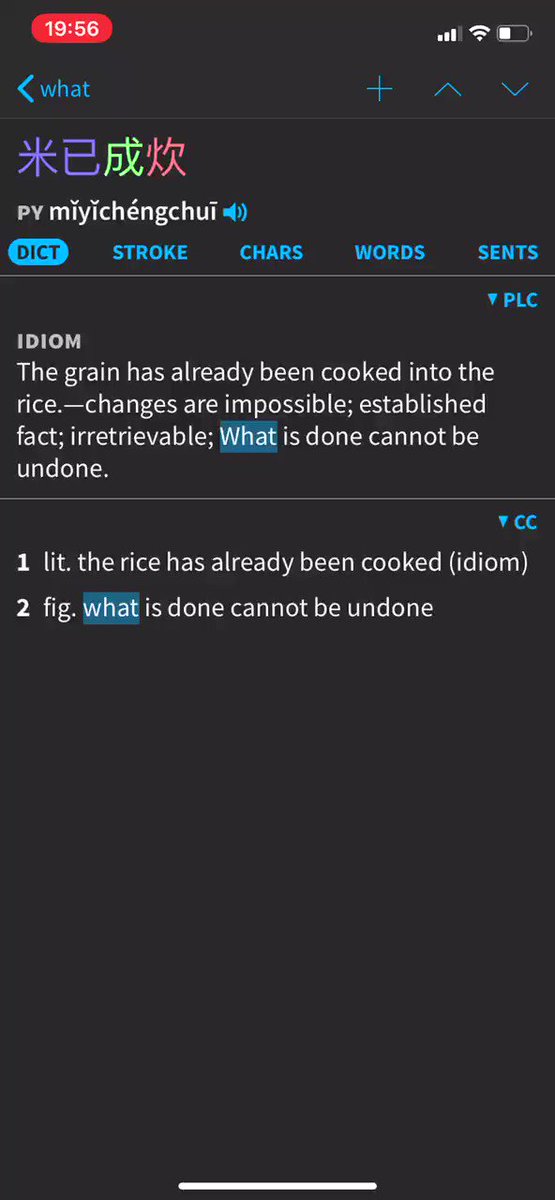 19:56
what
米已成炊
PY mǐyǐchéngchuī
DICT STROKE CHARS WORDS SENTS
PLC
IDIOM
The grain has already been cooked into the
rice.—changes are impossible; established
fact; irretrievable; What is done cannot be
undone.
CC
1 lit. the rice has already been cooked (idiom)
2 fig. what is done cannot be undone